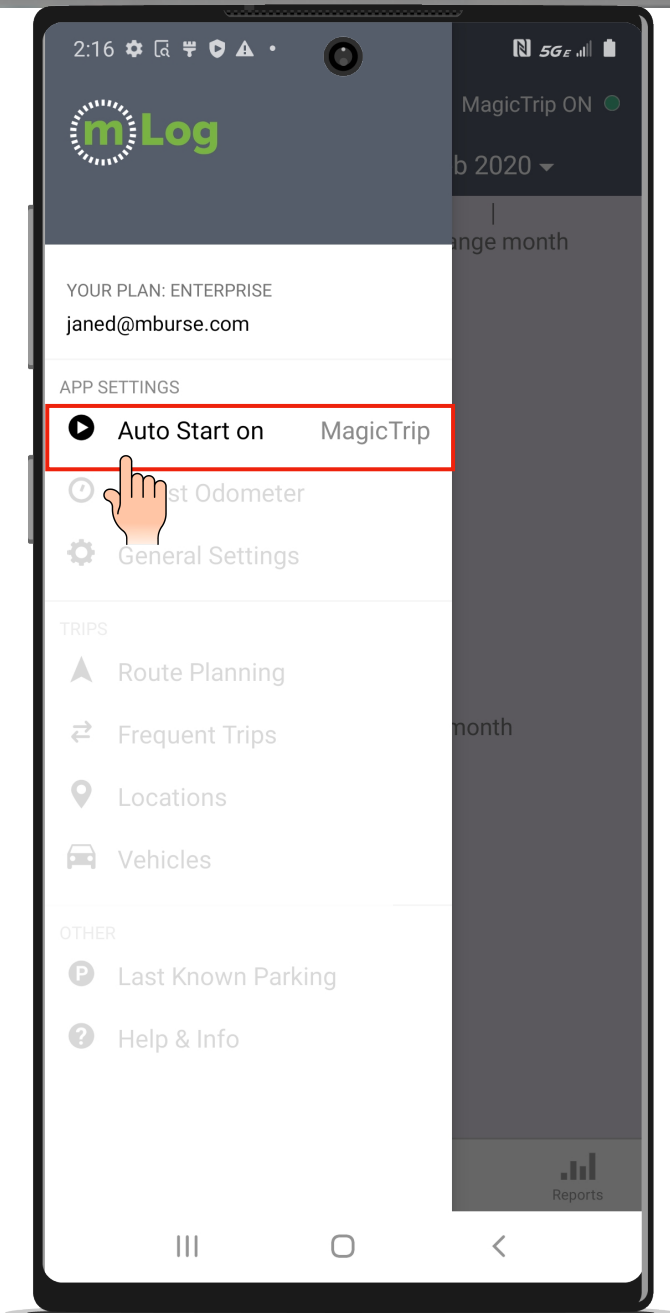 2:16
5GE
mLog
MagicTrip ON
b 2020
ange month
YOUR PLAN: ENTERPRISE
janed@mburse.com
APP SETTINGS
Auto Start on MagicTrip
st Odometer
General Settings
TRIPS
Route Planning
Frequent Trips
month
Locations
Vehicles
OTHER
P Last Known Parking
? Help & Info
Reports